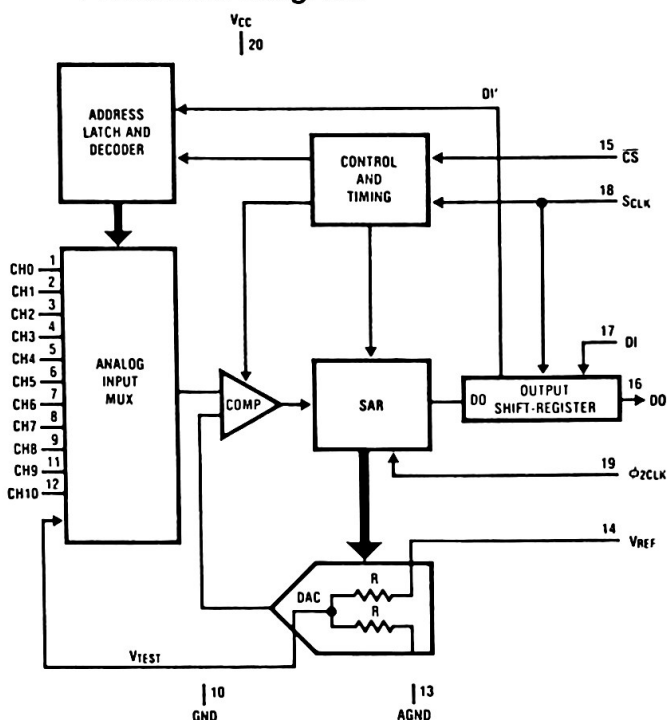 VCC
20
DI'
ADDRESS
LATCH AND
DECODER
CONTROL
AND
TIMING
15 C̅S̅
18 SCLK
CH0 1
CH1 2
CH2 3
CH3 4
CH4 5
CH5 6
CH6 7
CH7 8
CH8 9
CH9 11
CH10 12
ANALOG
INPUT
MUX
COMP
SAR
17 DI
DO
OUTPUT
SHIFT-REGISTER
16 DO
19 Φ2CLK
14 VREF
DAC
R
R
VTEST
10
GND
13
AGND